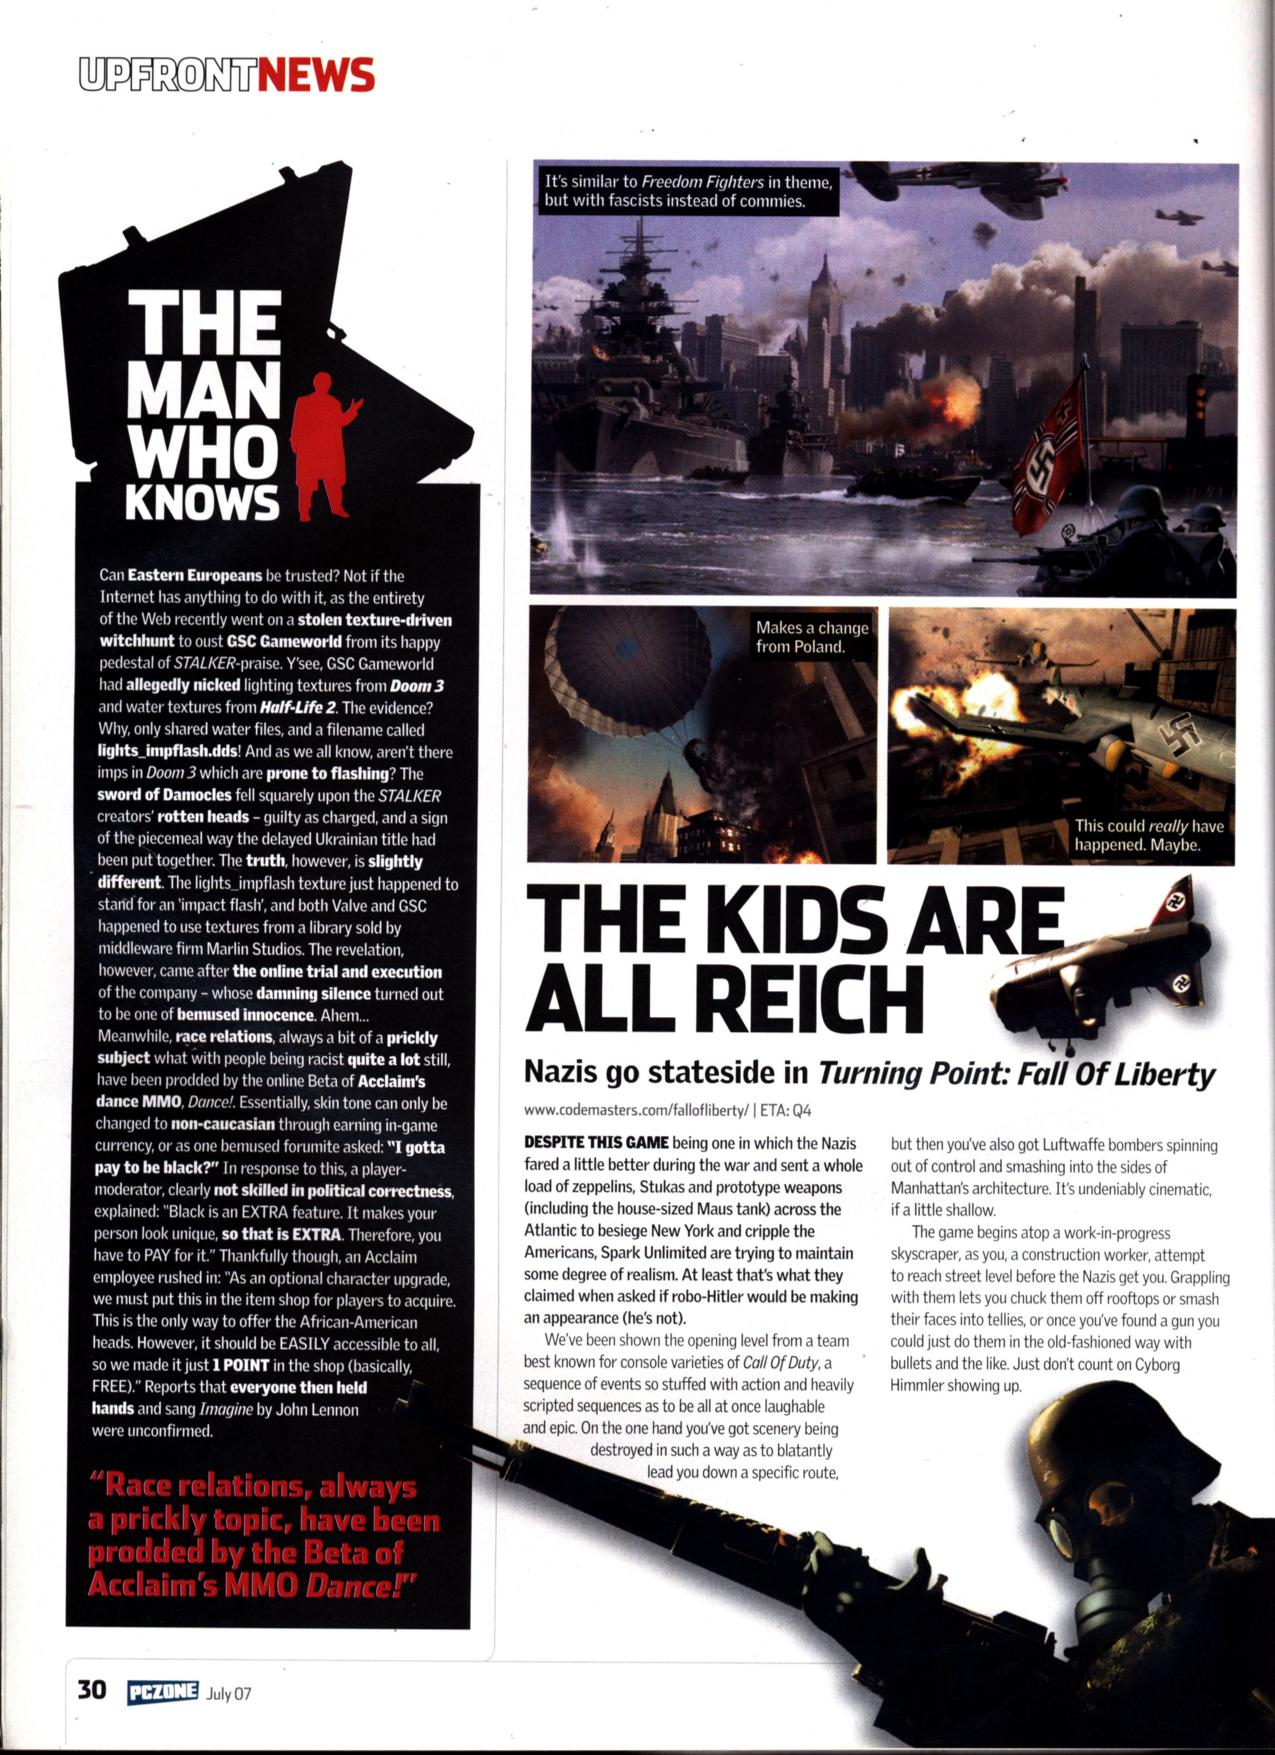 UPFRONTNEWS
THE
MAN
WHO
KNOWS
Can Eastern Europeans be trusted? Not if the
Internet has anything to do with it, as the entirety
of the Web recently went on a stolen texture-driven
witchhunt to oust GSC Gameworld from its happy
pedestal of STALKER-praise. Y'see, GSC Gameworld
had allegedly nicked lighting textures from Doom 3
and water textures from Half-Life 2. The evidence?
Why, only shared water files, and a filename called
lights_impflash.dds! And as we all know, aren't there
imps in Doom 3 which are prone to flashing? The
sword of Damocles fell squarely upon the STALKER
creators' rotten heads – guilty as charged, and a sign
of the piecemeal way the delayed Ukrainian title had
been put together. The truth, however, is slightly
different. The lights_impflash texture just happened to
stand for an 'impact flash', and both Valve and GSC
happened to use textures from a library sold by
middleware firm Marlin Studios. The revelation,
however, came after the online trial and execution
of the company – whose damning silence turned out
to be one of bemused innocence. Ahem...
Meanwhile, race relations, always a bit of a prickly
subject what with people being racist quite a lot still,
have been prodded by the online Beta of Acclaim's
dance MMO, Dance!. Essentially, skin tone can only be
changed to non-caucasian through earning in-game
currency, or as one bemused forumite asked: "I gotta
pay to be black?" In response to this, a player-
moderator, clearly not skilled in political correctness,
explained: "Black is an EXTRA feature. It makes your
person look unique, so that is EXTRA. Therefore, you
have to PAY for it." Thankfully though, an Acclaim
employee rushed in: "As an optional character upgrade,
we must put this in the item shop for players to acquire.
This is the only way to offer the African-American
heads. However, it should be EASILY accessible to all,
so we made it just 1 POINT in the shop (basically,
FREE)." Reports that everyone then held
hands and sang Imagine by John Lennon
were unconfirmed.
"Race relations, always
a prickly topic, have been
prodded by the Beta of
Acclaim's MMO Dance!"
It's similar to Freedom Fighters in theme,
but with fascists instead of commies.
Makes a change
from Poland.
This could really have
happened. Maybe.
THE KIDS ARE
ALL REICH
Nazis go stateside in Turning Point: Fall Of Liberty
www.codemasters.com/fallofliberty/ | ETA: Q4
DESPITE THIS GAME being one in which the Nazis
fared a little better during the war and sent a whole
load of zeppelins, Stukas and prototype weapons
(including the house-sized Maus tank) across the
Atlantic to besiege New York and cripple the
Americans, Spark Unlimited are trying to maintain
some degree of realism. At least that's what they
claimed when asked if robo-Hitler would be making
an appearance (he's not).
We've been shown the opening level from a team
best known for console varieties of Call Of Duty, a
sequence of events so stuffed with action and heavily
scripted sequences as to be all at once laughable
and epic. On the one hand you've got scenery being
destroyed in such a way as to blatantly
lead you down a specific route,
but then you've also got Luftwaffe bombers spinning
out of control and smashing into the sides of
Manhattan's architecture. It's undeniably cinematic,
if a little shallow.
The game begins atop a work-in-progress
skyscraper, as you, a construction worker, attempt
to reach street level before the Nazis get you. Grappling
with them lets you chuck them off rooftops or smash
their faces into tellies, or once you've found a gun you
could just do them in the old-fashioned way with
bullets and the like. Just don't count on Cyborg
Himmler showing up.
30 PCZONE July 07